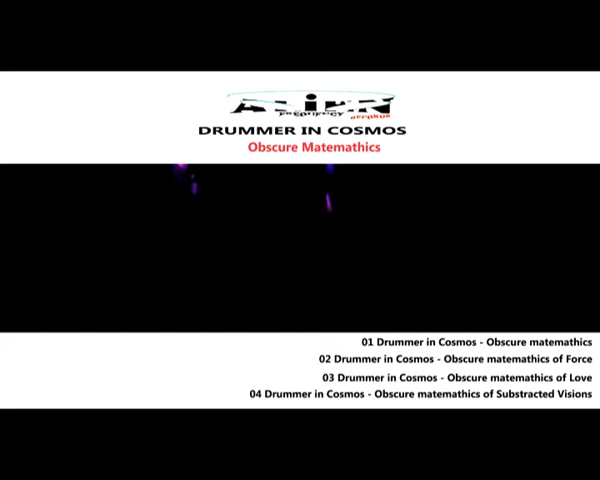 ALiEN
DRUMMER IN COSMOS
Obscure Matemathics
01 Drummer in Cosmos - Obscure matemathics
02 Drummer in Cosmos - Obscure matemathics of Force
03 Drummer in Cosmos - Obscure matemathics of Love
04 Drummer in Cosmos - Obscure matemathics of Substracted Visions